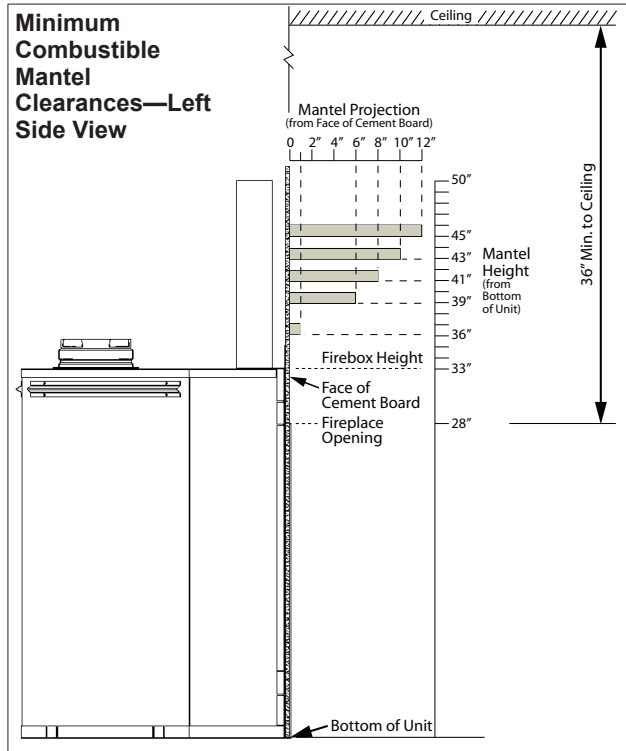 Minimum
Combustible
Mantel
Clearances—Left
Side View
Ceiling
Mantel Projection
(from Face of Cement Board)
0 2" 4" 6" 8" 10" 12"
50"
45"
43"
41"
39"
36"
33"
28"
Mantel
Height
(from
Bottom
of Unit)
36" Min. to Ceiling
Firebox Height
Face of
Cement Board
Fireplace
Opening
Bottom of Unit